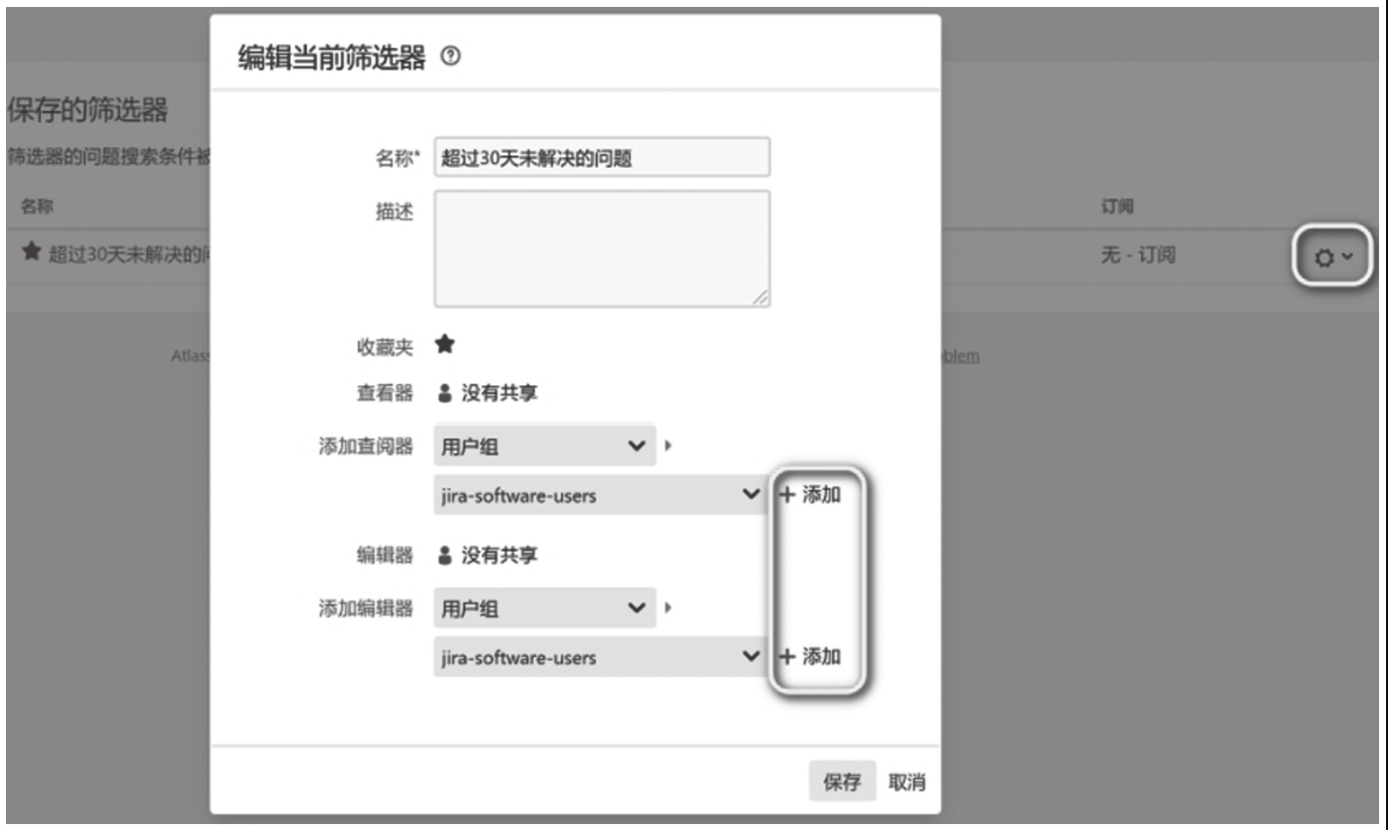 编辑当前筛选器
保存的筛选器
名称* 超过30天未解决的问题
筛选器的问题搜索条件被
描述
名称 订阅
超过30天未解决的问 无 - 订阅
收藏夹
Atlass oblem
查看器 没有共享
添加查阅器 用户组
jira-software-users + 添加
编辑器 没有共享
添加编辑器 用户组
jira-software-users + 添加
保存 取消